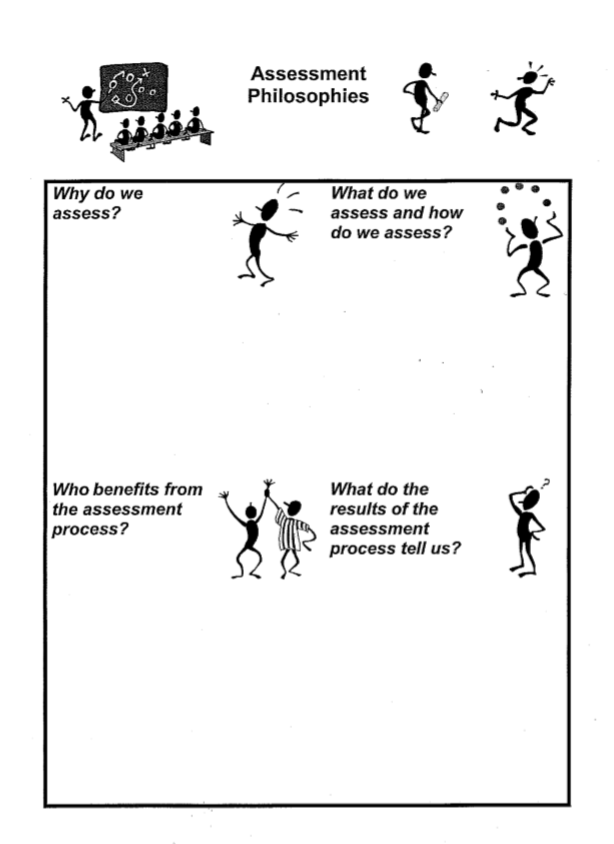 Assessment
Philosophies
Why do we
assess?
What do we
assess and how
do we assess?
Who benefits from
the assessment
process?
What do the
results of the
assessment
process tell us?
?